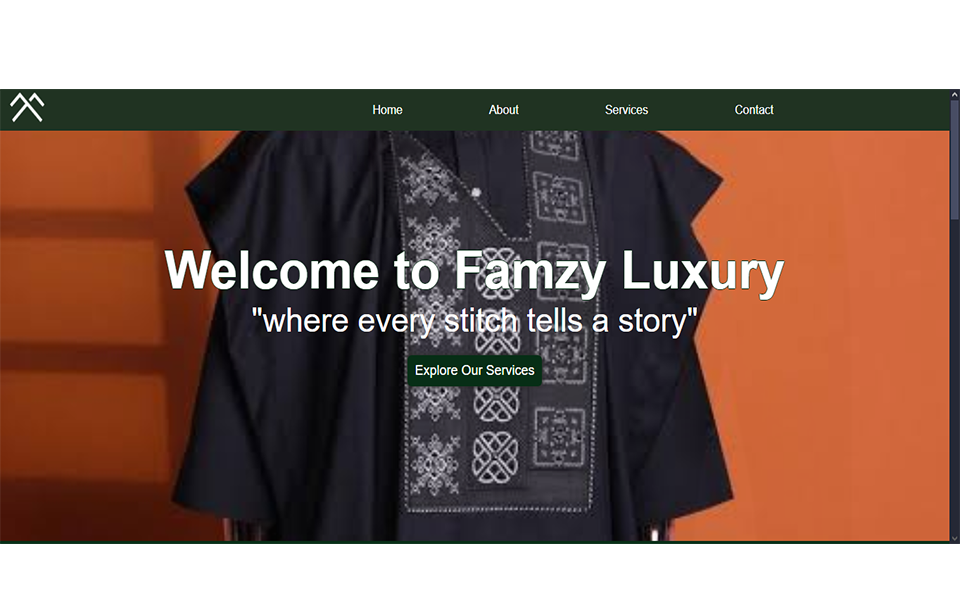 Home About Services Contact
Welcome to Famzy Luxury
"where every stitch tells a story"
Explore Our Services